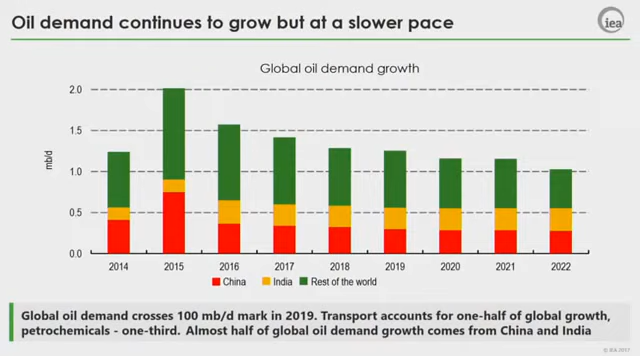 Oil demand continues to grow but at a slower pace
iea
Global oil demand growth
2.0
1.5
1.0
0.5
0.0
mb/d
2014 2015 2016 2017 2018 2019 2020 2021 2022
China India Rest of the world
Global oil demand crosses 100 mb/d mark in 2019. Transport accounts for one-half of global growth,
petrochemicals - one-third. Almost half of global oil demand growth comes from China and India
© IEA 2017